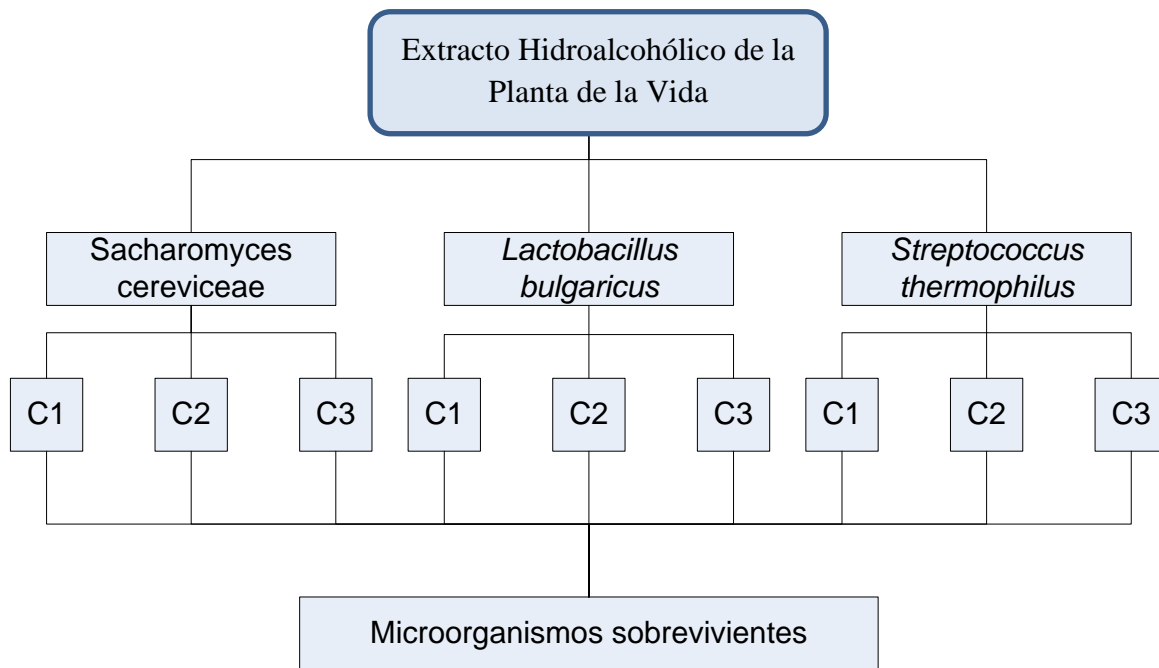 Extracto Hidroalcohólico de la
Planta de la Vida
Sacharomyces
cereviceae
Lactobacillus
bulgaricus
Streptococcus
thermophilus
C1
C2
C3
C1
C2
C3
C1
C2
C3
Microorganismos sobrevivientes